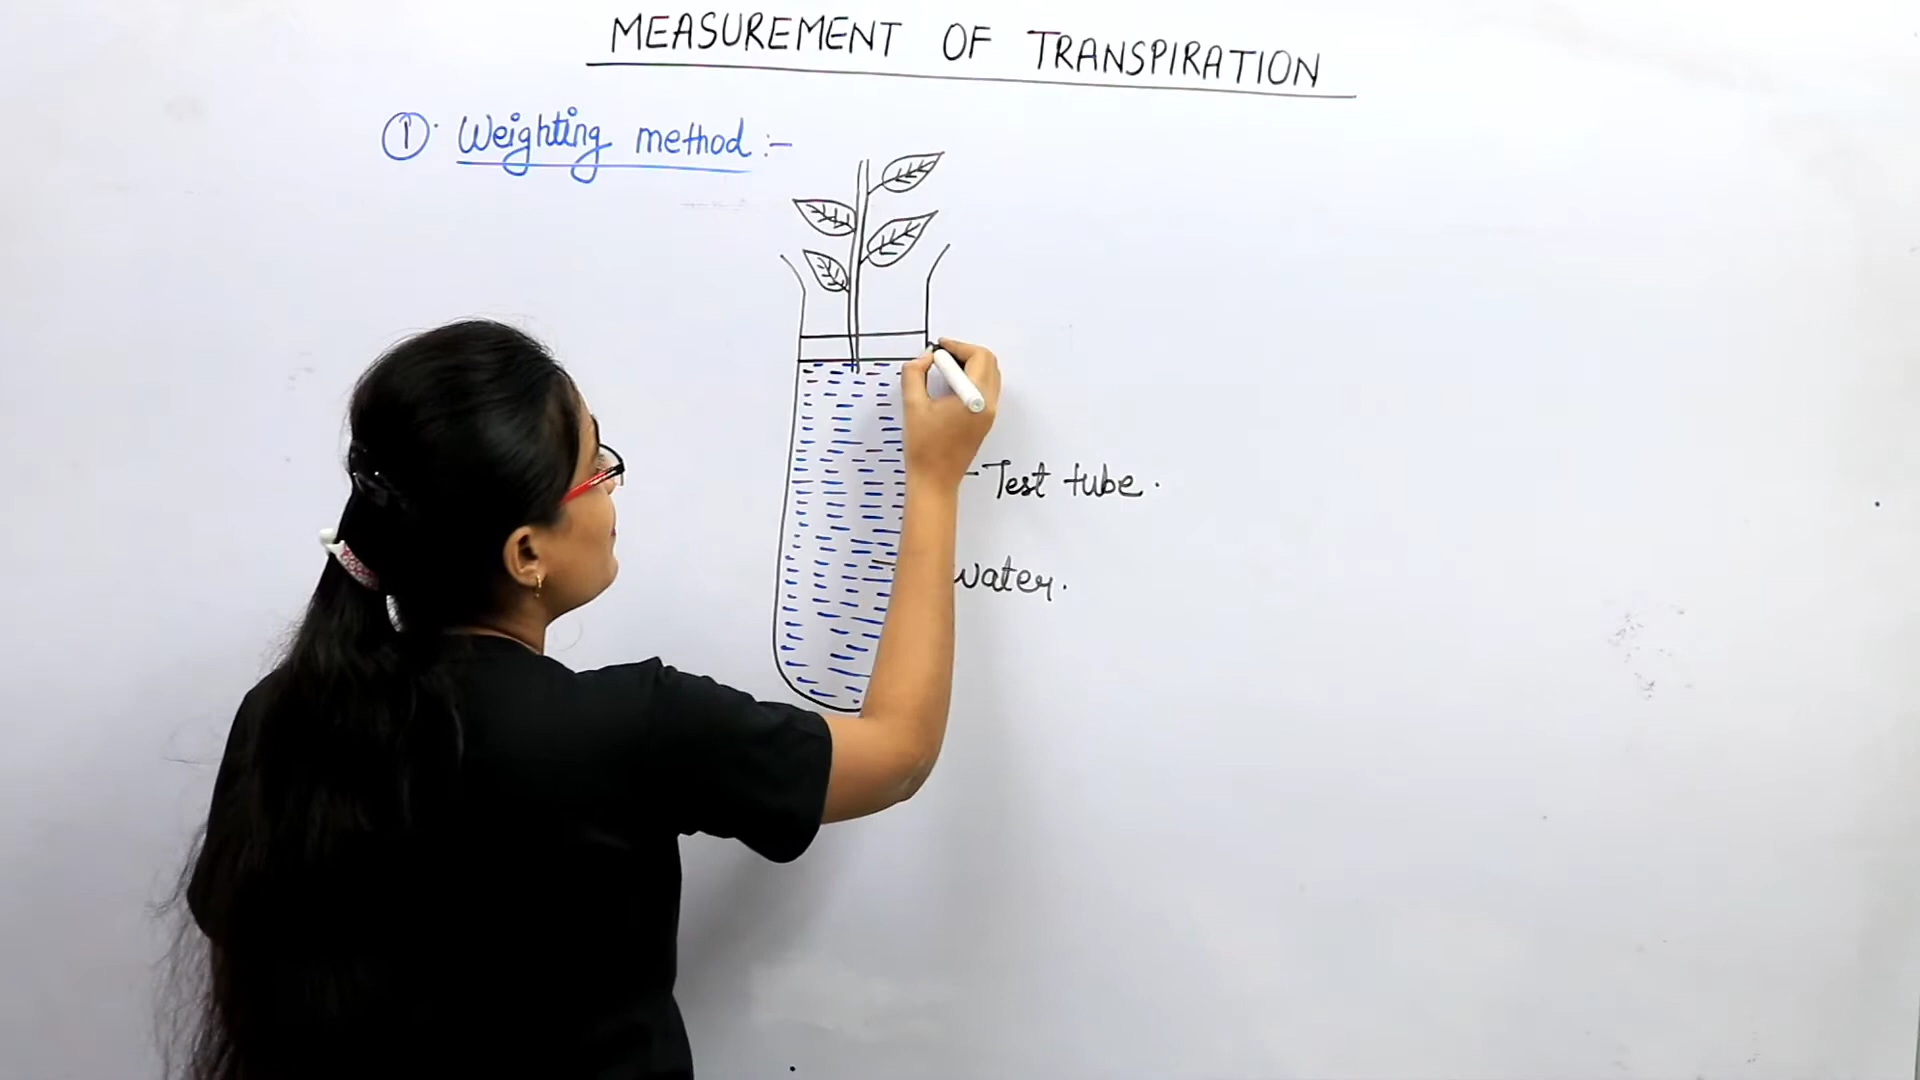 MEASUREMENT OF TRANSPIRATION
① Weighting method :-
Test tube.
water.